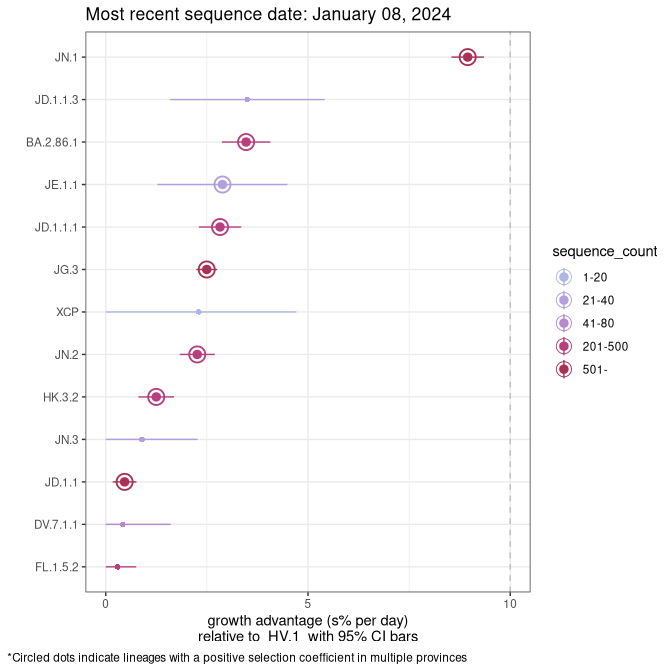 Most recent sequence date: January 08, 2024
JN.1
JD.1.1.3
BA.2.86.1
JE.1.1
JD.1.1.1
JG.3
XCP
JN.2
HK.3.2
JN.3
JD.1.1
DV.7.1.1
FL.1.5.2
0 5 10
growth advantage (s% per day)
relative to HV.1 with 95% CI bars
sequence_count
1-20
21-40
41-80
201-500
501-
*Circled dots indicate lineages with a positive selection coefficient in multiple provinces